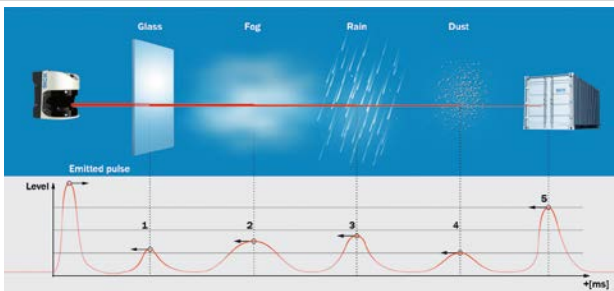 Glass Fog Rain Dust
Emitted pulse
Level
1 2 3 4 5
+[ms]